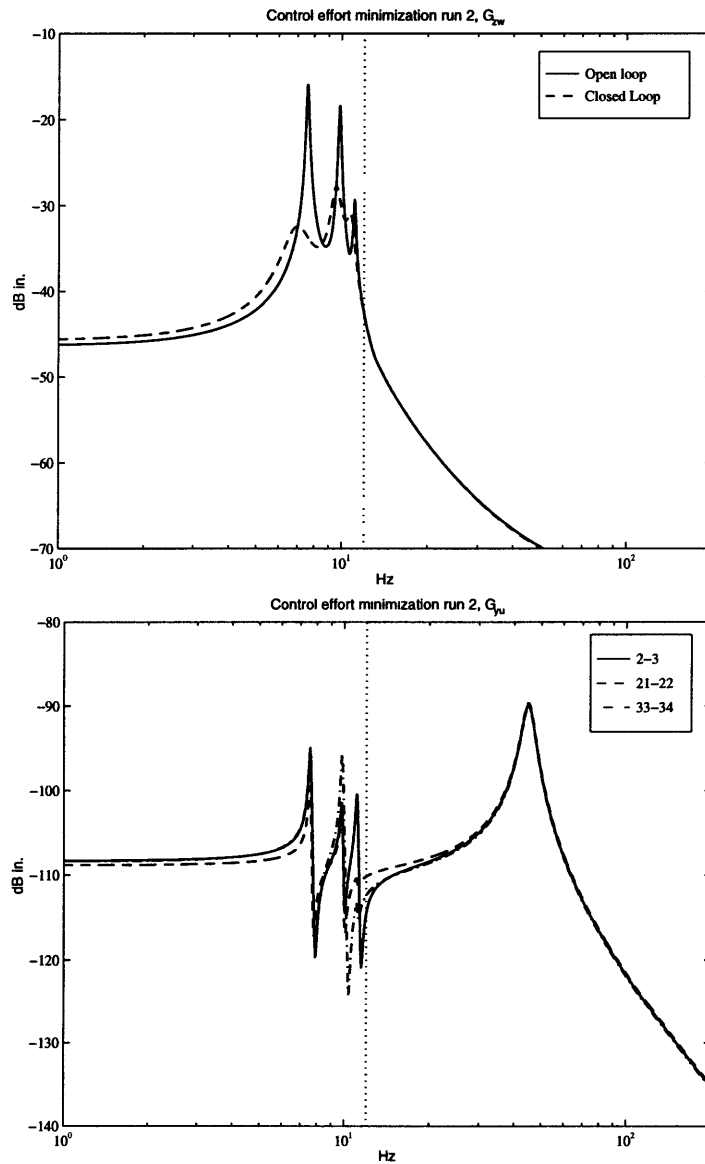 Control effort minimization run 2, G_zw
-10
-20
-30
-40
-50
-60
-70
dB in.
10^0
10^1
10^2
Hz
Open loop
Closed Loop
Control effort minimization run 2, G_yu
-80
-90
-100
-110
-120
-130
-140
dB in.
10^0
10^1
10^2
Hz
2-3
21-22
33-34